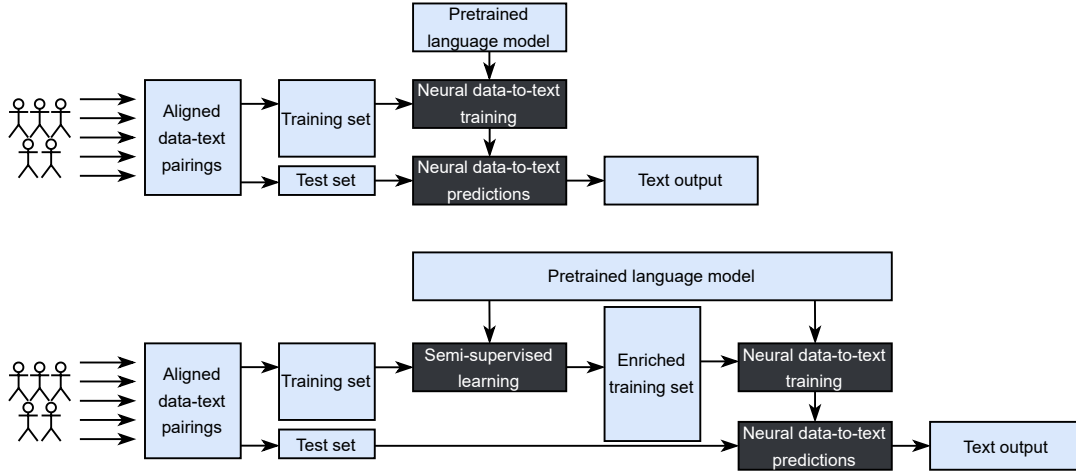 Pretrained
language model
Aligned
data-text
pairings
Training set
Neural data-to-text
training
Test set
Neural data-to-text
predictions
Text output
Pretrained language model
Aligned
data-text
pairings
Training set
Semi-supervised
learning
Enriched
training set
Neural data-to-text
training
Test set
Neural data-to-text
predictions
Text output